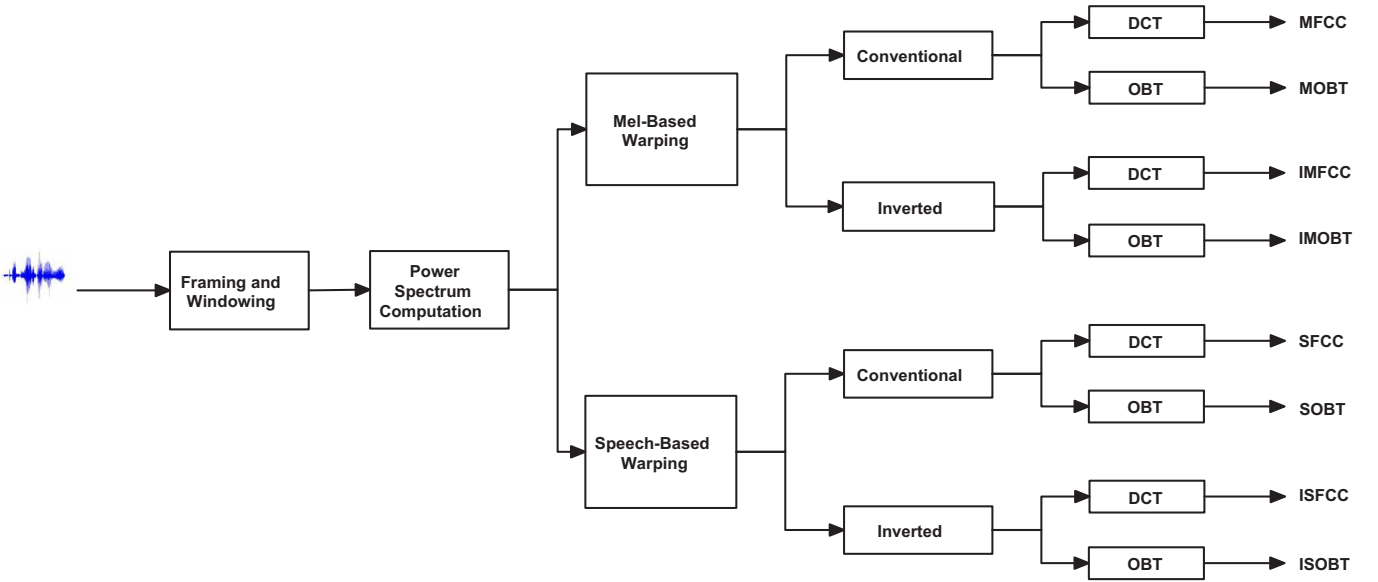 Framing and
Windowing
Power
Spectrum
Computation
Mel-Based
Warping
Conventional
DCT
MFCC
OBT
MOBT
Inverted
DCT
IMFCC
OBT
IMOBT
Speech-Based
Warping
Conventional
DCT
SFCC
OBT
SOBT
Inverted
DCT
ISFCC
OBT
ISOBT